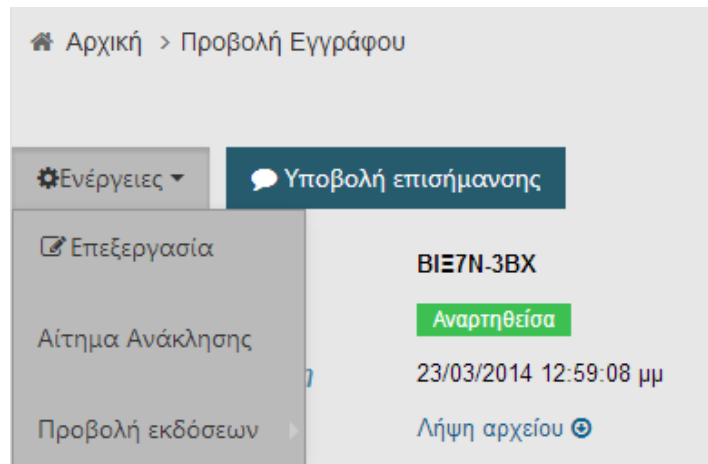 Αρχική > Προβολή Εγγράφου
Ενέργειες
Υποβολή επισήμανσης
Επεξεργασία
ΒΙΞ7Ν-3ΒΧ
Αναρτηθείσα
Αίτημα Ανάκλησης
23/03/2014 12:59:08 μμ
Προβολή εκδόσεων
Λήψη αρχείου